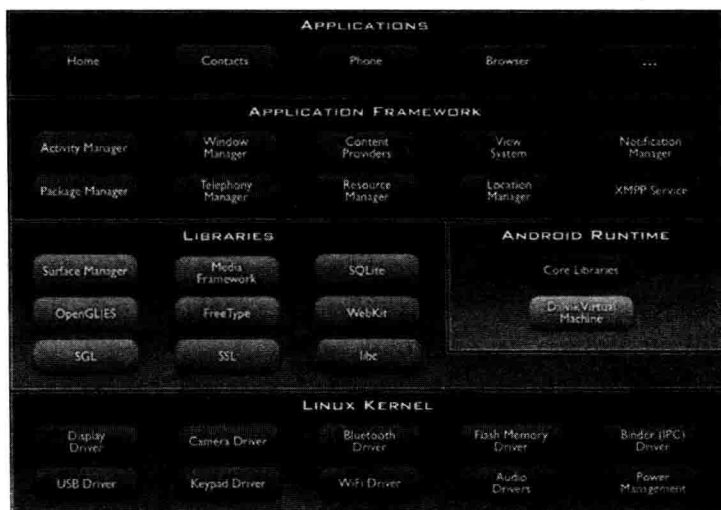 APPLICATIONS
Home Contacts Phone Browser ...
APPLICATION FRAMEWORK
Activity Manager Window Manager Content Providers View System Notification Manager
Package Manager Telephony Manager Resource Manager Location Manager XMPP Service
LIBRARIES
Surface Manager Media Framework SQLite
OpenGL|ES FreeType WebKit
SGL SSL libc
ANDROID RUNTIME
Core Libraries
Dalvik Virtual Machine
LINUX KERNEL
Display Driver Camera Driver Bluetooth Driver Flash Memory Driver Binder (IPC) Driver
USB Driver Keypad Driver WiFi Driver Audio Drivers Power Management